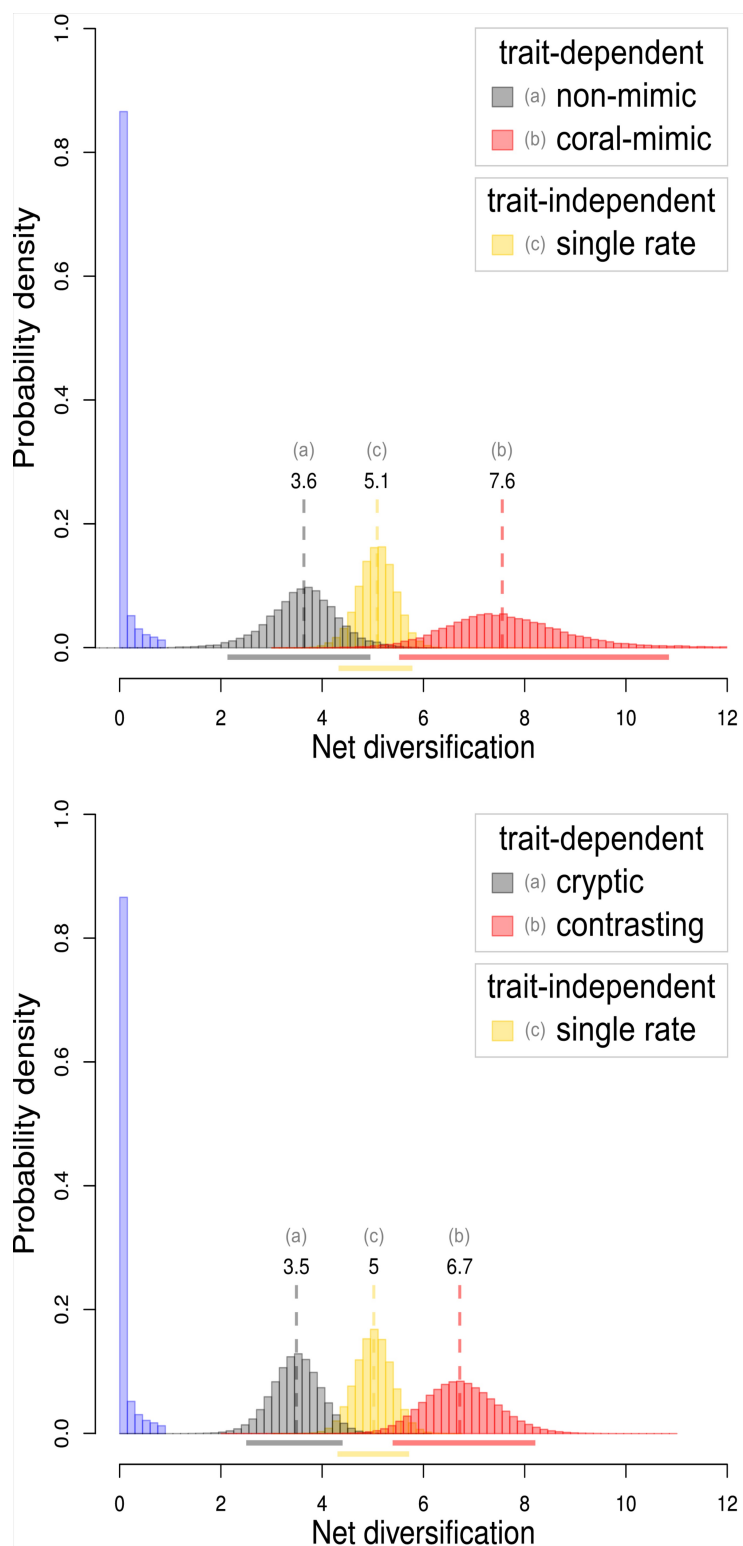 trait-dependent
(a) non-mimic
(b) coral-mimic
trait-independent
(c) single rate
Probability density
1.0
0.8
0.6
0.4
0.2
0.0
(a) (c) (b)
3.6 5.1 7.6
0 2 4 6 8 10 12
Net diversification
trait-dependent
(a) cryptic
(b) contrasting
trait-independent
(c) single rate
Probability density
1.0
0.8
0.6
0.4
0.2
0.0
(a) (c) (b)
3.5 5 6.7
0 2 4 6 8 10 12
Net diversification